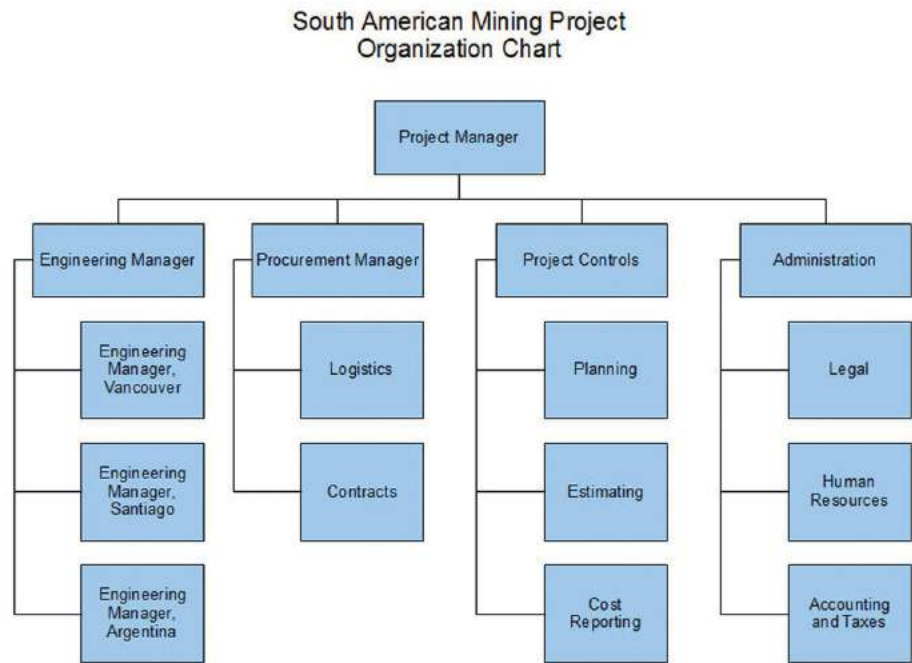 South American Mining Project
Organization Chart
Project Manager
Engineering Manager
Procurement Manager
Project Controls
Administration
Engineering
Manager,
Vancouver
Logistics
Planning
Legal
Engineering
Manager,
Santiago
Contracts
Estimating
Human
Resources
Engineering
Manager,
Argentina
Cost
Reporting
Accounting
and Taxes